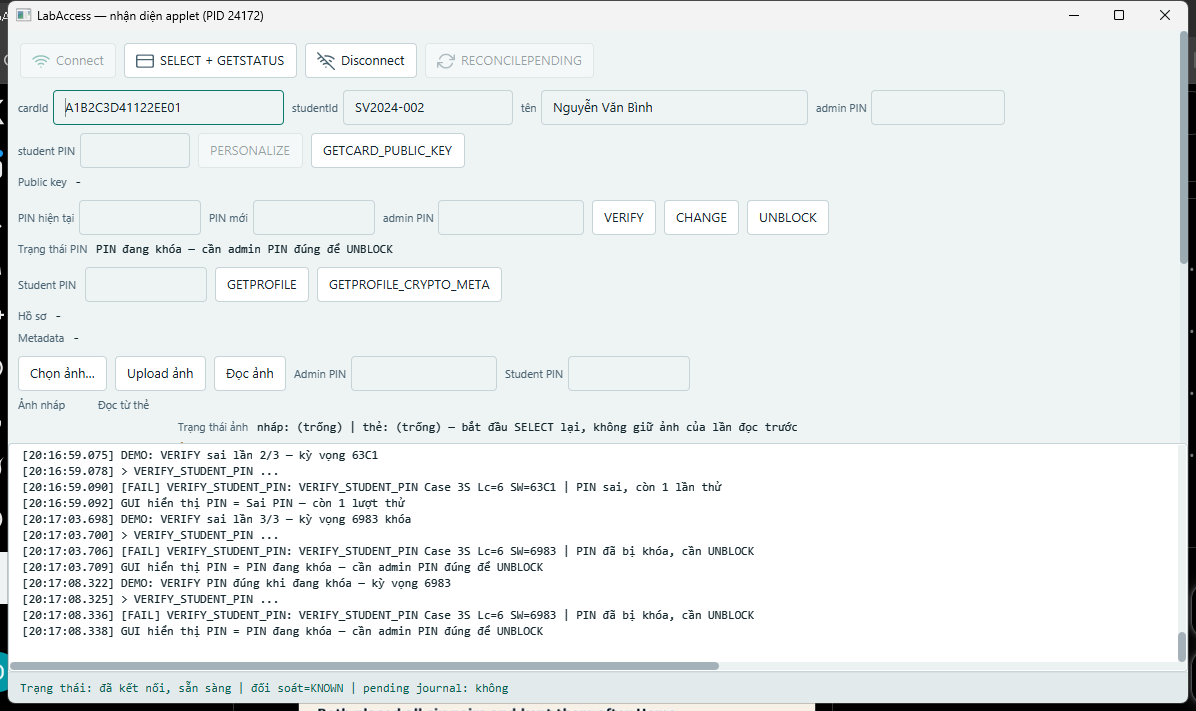 LabAccess — nhận diện applet (PID 24172)
Connect SELECT + GETSTATUS Disconnect RECONCILEPENDING
cardId A1B2C3D41122EE01 studentId SV2024-002 tên Nguyễn Văn Bình admin PIN
student PIN PERSONALIZE GETCARD_PUBLIC_KEY
Public key -
PIN hiện tại PIN mới admin PIN VERIFY CHANGE UNBLOCK
Trạng thái PIN PIN đang khóa — cần admin PIN đúng để UNBLOCK
Student PIN GETPROFILE GETPROFILE_CRYPTO_META
Hồ sơ -
Metadata -
Chọn ảnh... Upload ảnh Đọc ảnh Admin PIN Student PIN
Ảnh nháp Đọc từ thẻ
Trạng thái ảnh nháp: (trống) | thẻ: (trống) — bắt đầu SELECT lại, không giữ ảnh của lần đọc trước
[20:16:59.075] DEMO: VERIFY sai lần 2/3 — kỳ vọng 63C1
[20:16:59.078] > VERIFY_STUDENT_PIN ...
[20:16:59.090] [FAIL] VERIFY_STUDENT_PIN: VERIFY_STUDENT_PIN Case 3S Lc=6 SW=63C1 | PIN sai, còn 1 lần thử
[20:16:59.092] GUI hiển thị PIN = Sai PIN — còn 1 lượt thử
[20:17:03.698] DEMO: VERIFY sai lần 3/3 — kỳ vọng 6983 khóa
[20:17:03.700] > VERIFY_STUDENT_PIN ...
[20:17:03.706] [FAIL] VERIFY_STUDENT_PIN: VERIFY_STUDENT_PIN Case 3S Lc=6 SW=6983 | PIN đã bị khóa, cần UNBLOCK
[20:17:03.709] GUI hiển thị PIN = PIN đang khóa — cần admin PIN đúng để UNBLOCK
[20:17:08.322] DEMO: VERIFY PIN đúng khi đang khóa — kỳ vọng 6983
[20:17:08.325] > VERIFY_STUDENT_PIN ...
[20:17:08.336] [FAIL] VERIFY_STUDENT_PIN: VERIFY_STUDENT_PIN Case 3S Lc=6 SW=6983 | PIN đã bị khóa, cần UNBLOCK
[20:17:08.338] GUI hiển thị PIN = PIN đang khóa — cần admin PIN đúng để UNBLOCK
Trạng thái: đã kết nối, sẵn sàng | đối soát=KNOWN | pending journal: không